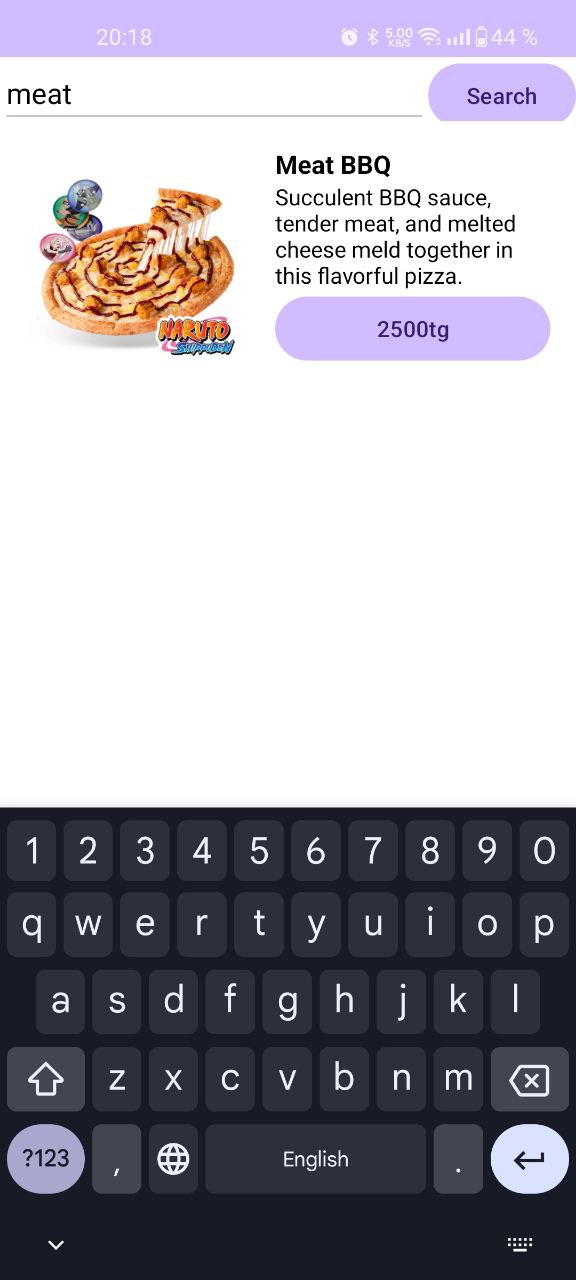 20:18 5.00 KB/S 44 %
meat
Search
Meat BBQ
Succulent BBQ sauce,
tender meat, and melted
cheese meld together in
this flavorful pizza.
2500tg
NARUTO
SHIPPUDEN
1 2 3 4 5 6 7 8 9 0
q w e r t y u i o p
a s d f g h j k l
z x c v b n m
?123 , English .